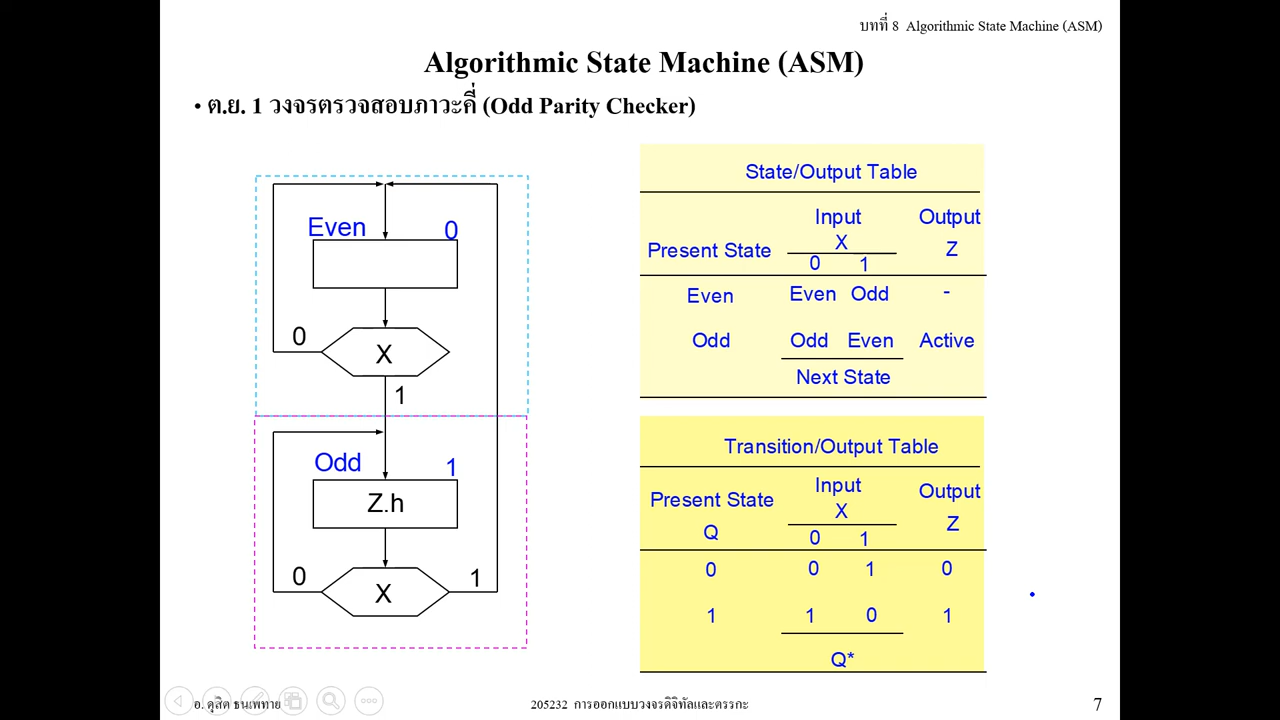 บทที่ 8 Algorithmic State Machine (ASM)
Algorithmic State Machine (ASM)
• ต.ย. 1 วงจรตรวจสอบภาวะคี่ (Odd Parity Checker)
Even 0
0 X
1
Odd 1
Z.h
0 X 1
State/Output Table
Input Output
Present State X Z
0 1
Even Even Odd -
Odd Odd Even Active
Next State
Transition/Output Table
Input Output
Present State X Z
Q 0 1
0 0 1 0
1 1 0 1
Q*
อ. ดุสิต ธนเพทาย
205232 การออกแบบวงจรดิจิทัลและตรรกะ
7